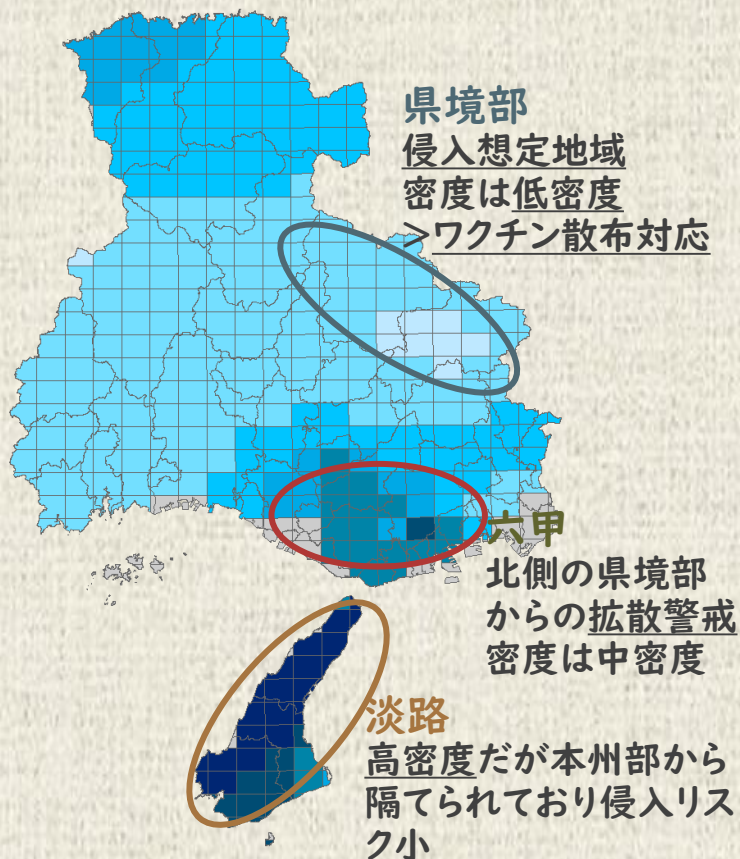 県境部
侵入想定地域
密度は低密度
>ワクチン散布対応
六甲
北側の県境部
からの拡散警戒
密度は中密度
淡路
高密度だが本州部から
隔てられており侵入リス
ク小